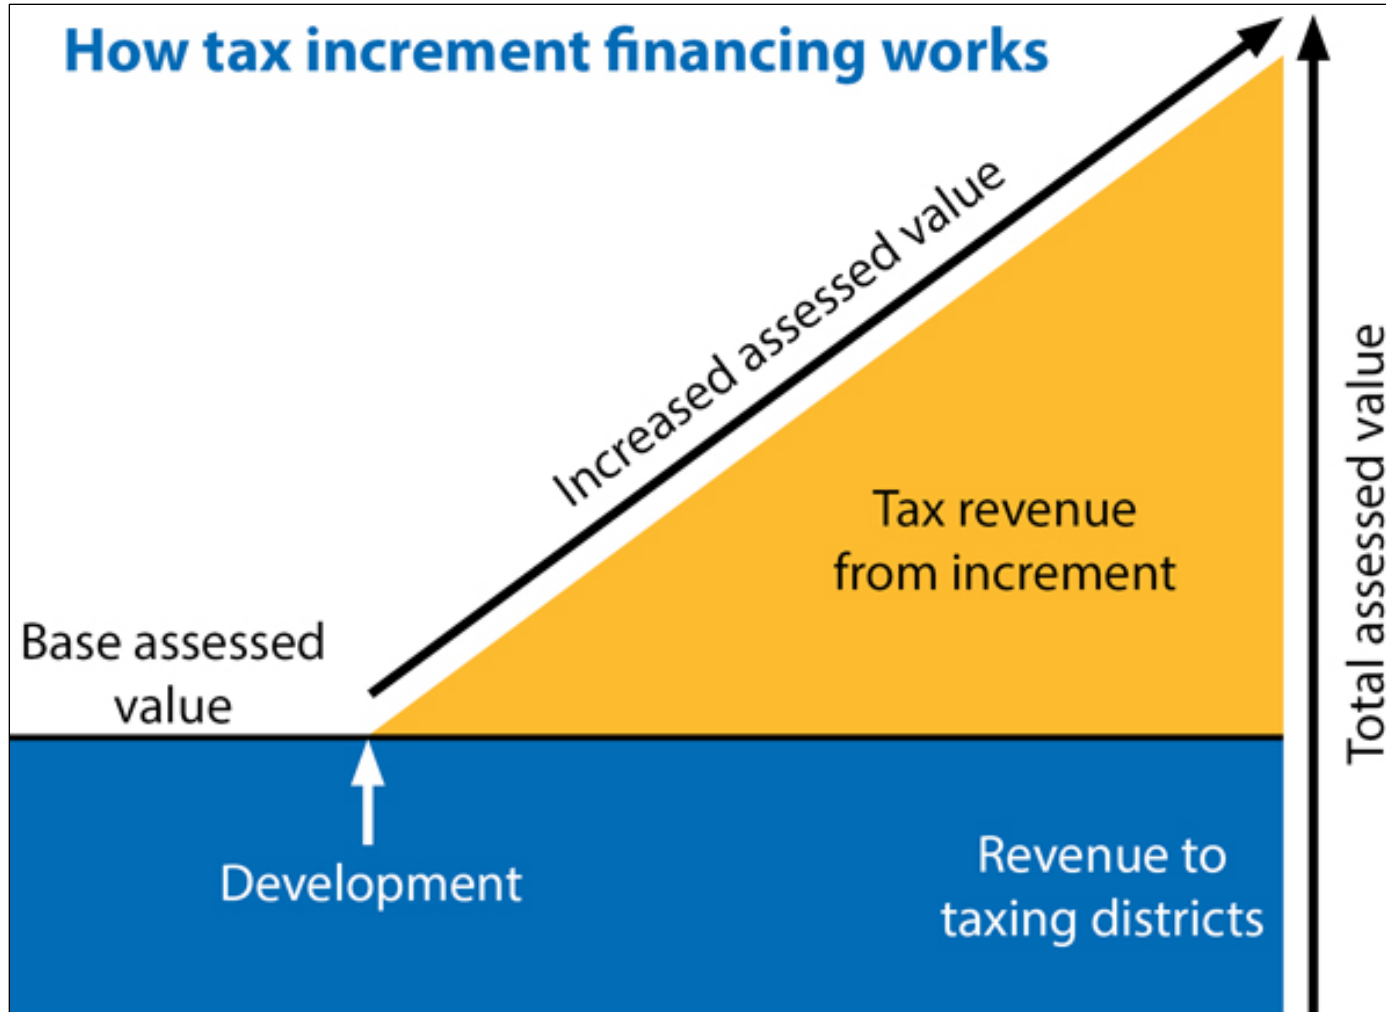 How tax increment financing works
Increased assessed value
Total assessed value
Tax revenue
from increment
Base assessed
value
Development
Revenue to
taxing districts